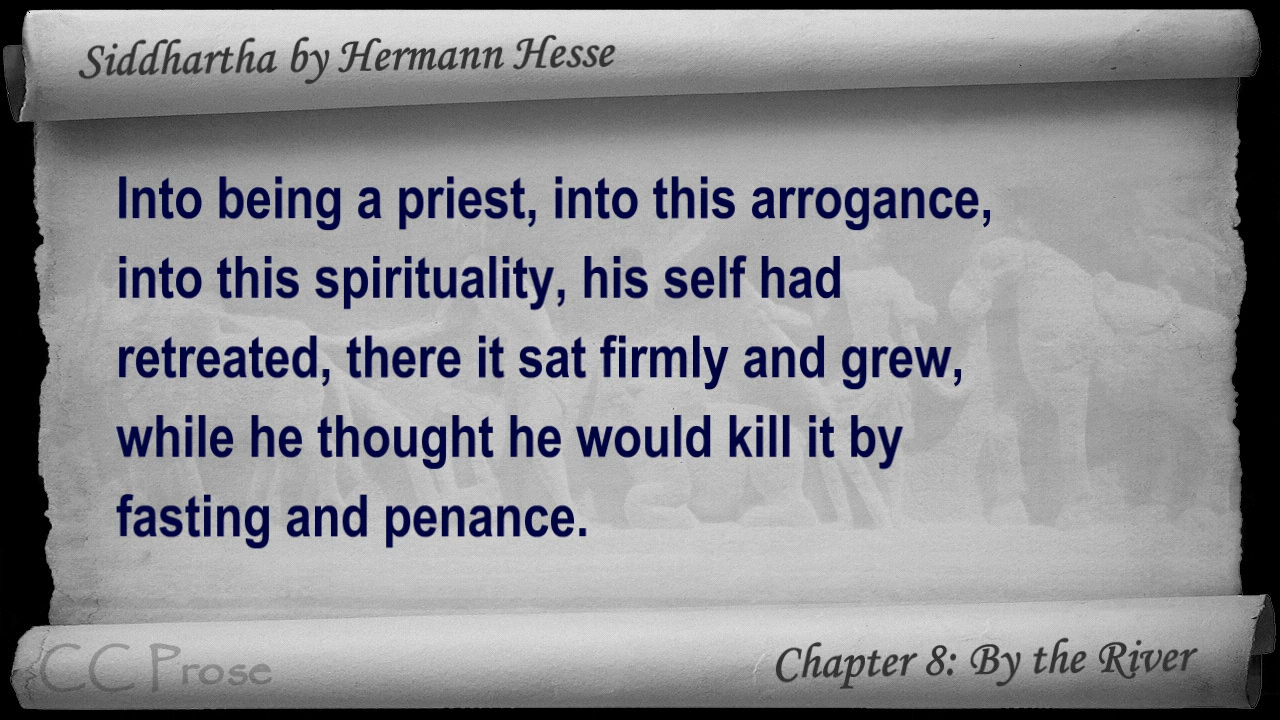 Siddhartha by Hermann Hesse
Into being a priest, into this arrogance,
into this spirituality, his self had
retreated, there it sat firmly and grew,
while he thought he would kill it by
fasting and penance.
CC Prose
Chapter 8: By the River